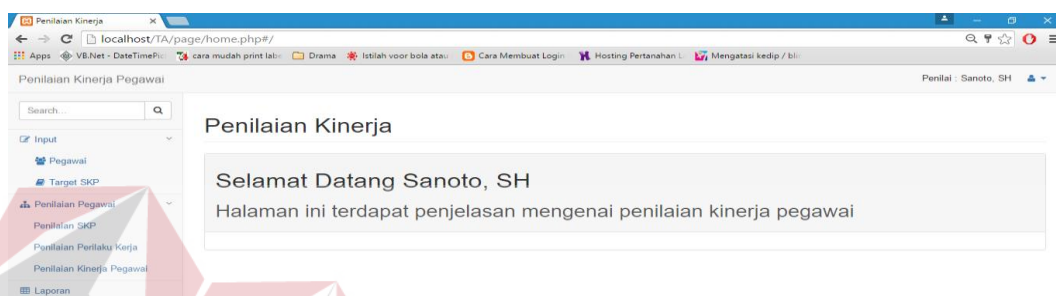 Penilaian Kinerja
localhost/TA/page/home.php#/
Apps VB.Net - DateTimePic cara mudah print labe Drama Istilah voor bola atau Cara Membuat Login Hosting Pertanahan L Mengatasi kedip / bli
Penilaian Kinerja Pegawai
Penilai : Sanoto, SH
Search...
Input
Pegawai
Target SKP
Penilaian Pegawai
Penilaian SKP
Penilaian Perilaku Kerja
Penilaian Kinerja Pegawai
Laporan
Penilaian Kinerja
Selamat Datang Sanoto, SH
Halaman ini terdapat penjelasan mengenai penilaian kinerja pegawai